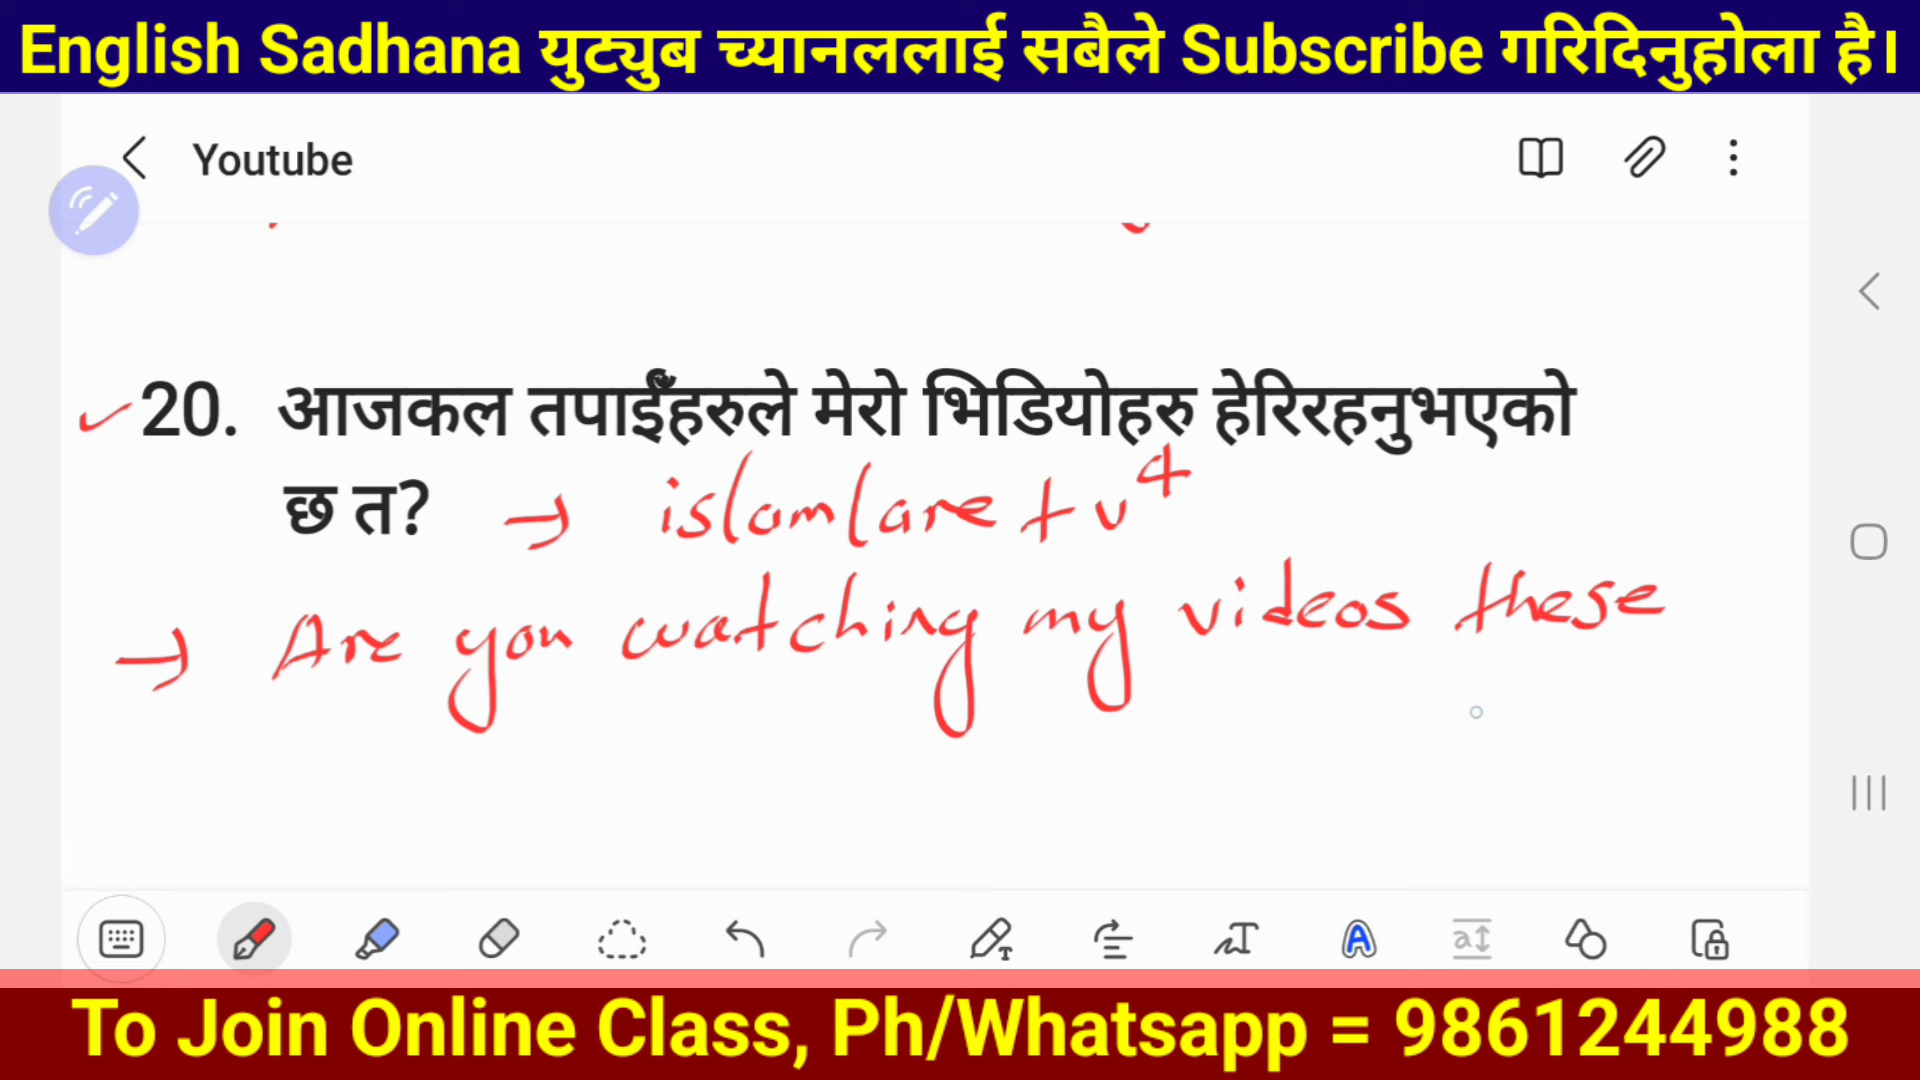 English Sadhana युट्युब च्यानललाई सबैले Subscribe गरिदिनुहोला है।
Youtube
20. आजकल तपाईँहरुले मेरो भिडियोहरु हेरिरहनुभएको
छ त? → is/am/are + v⁴
→ Are you watching my videos these
To Join Online Class, Ph/Whatsapp = 9861244988